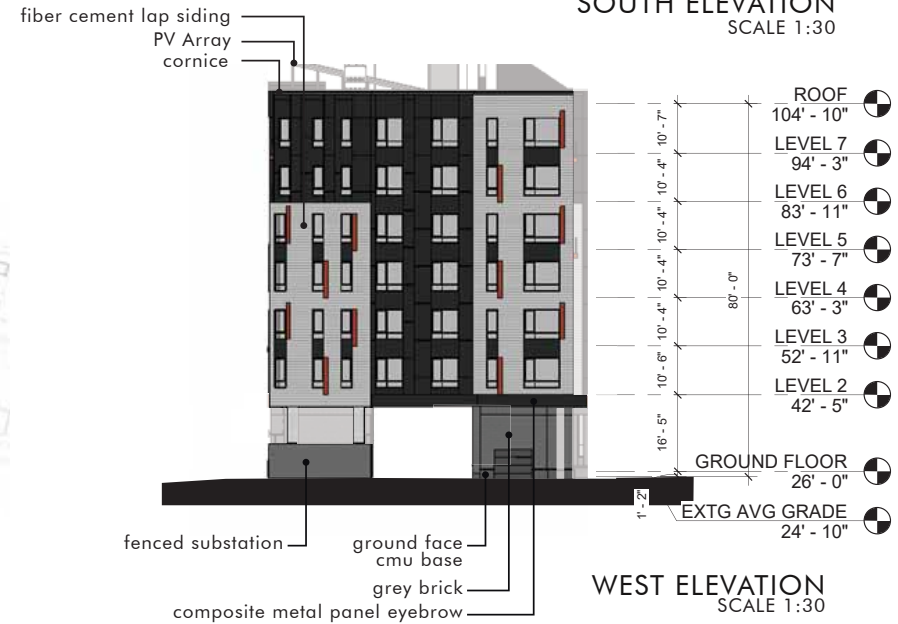 SOUTH ELEVATION
SCALE 1:30
fiber cement lap siding
PV Array
cornice
ROOF
104' - 10"
10' - 7"
LEVEL 7
94' - 3"
10' - 4"
LEVEL 6
83' - 11"
10' - 4"
LEVEL 5
73' - 7"
10' - 4"
LEVEL 4
63' - 3"
80' - 0"
10' - 4"
LEVEL 3
52' - 11"
10' - 6"
LEVEL 2
42' - 5"
16' - 5"
GROUND FLOOR
26' - 0"
1' - 2"
EXTG AVG GRADE
24' - 10"
fenced substation
ground face
cmu base
grey brick
composite metal panel eyebrow
WEST ELEVATION
SCALE 1:30